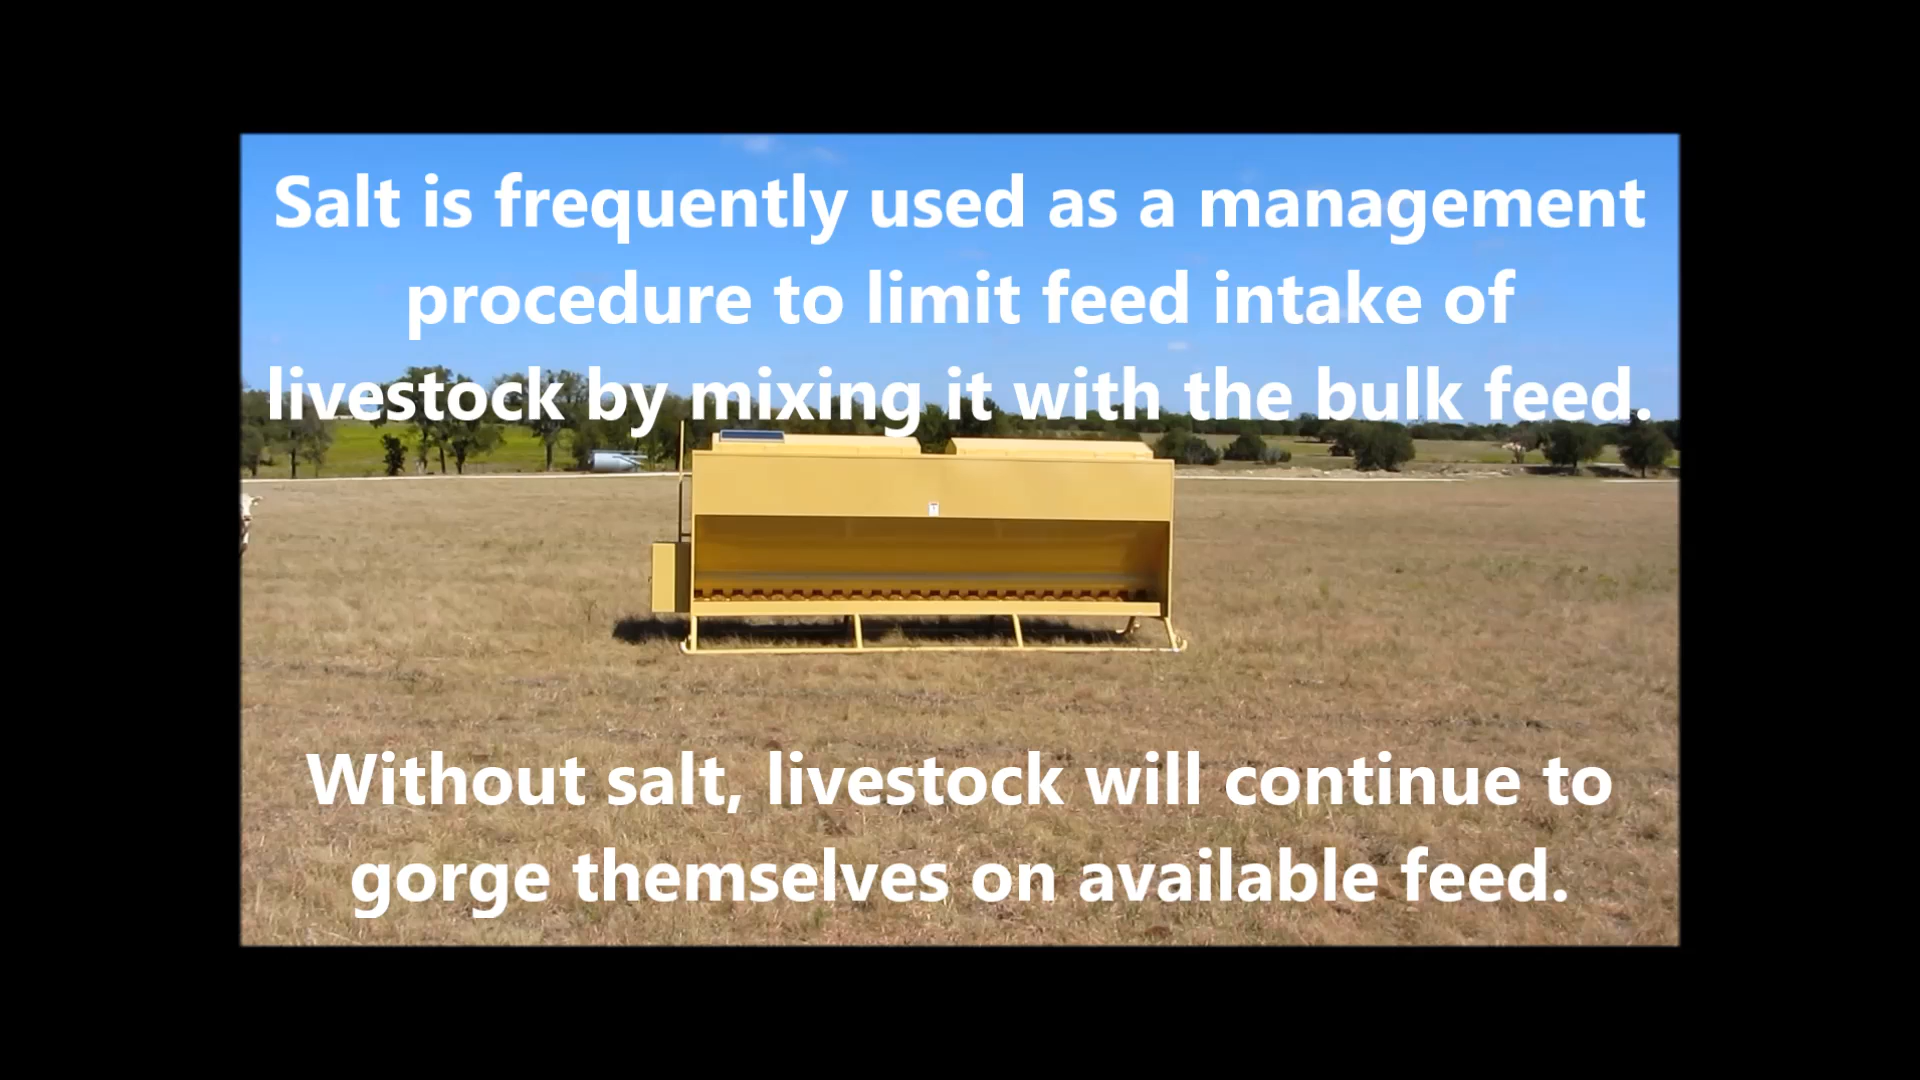 Salt is frequently used as a management
procedure to limit feed intake of
livestock by mixing it with the bulk feed.
Without salt, livestock will continue to
gorge themselves on available feed.